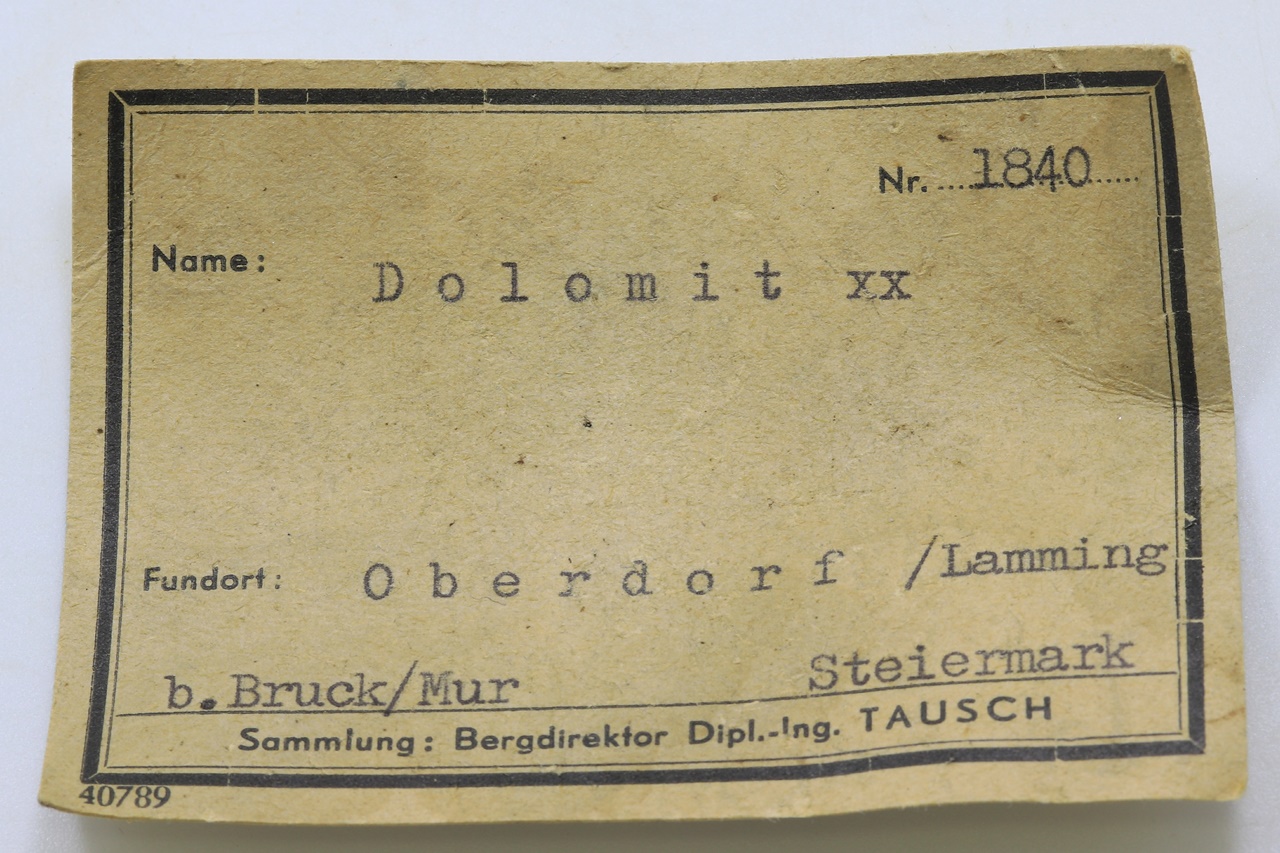 Nr. 1840
Name: Dolomit xx
Fundort: Oberdorf /Lamming
b.Bruck/Mur Steiermark
Sammlung: Bergdirektor Dipl.-Ing. TAUSCH
40789